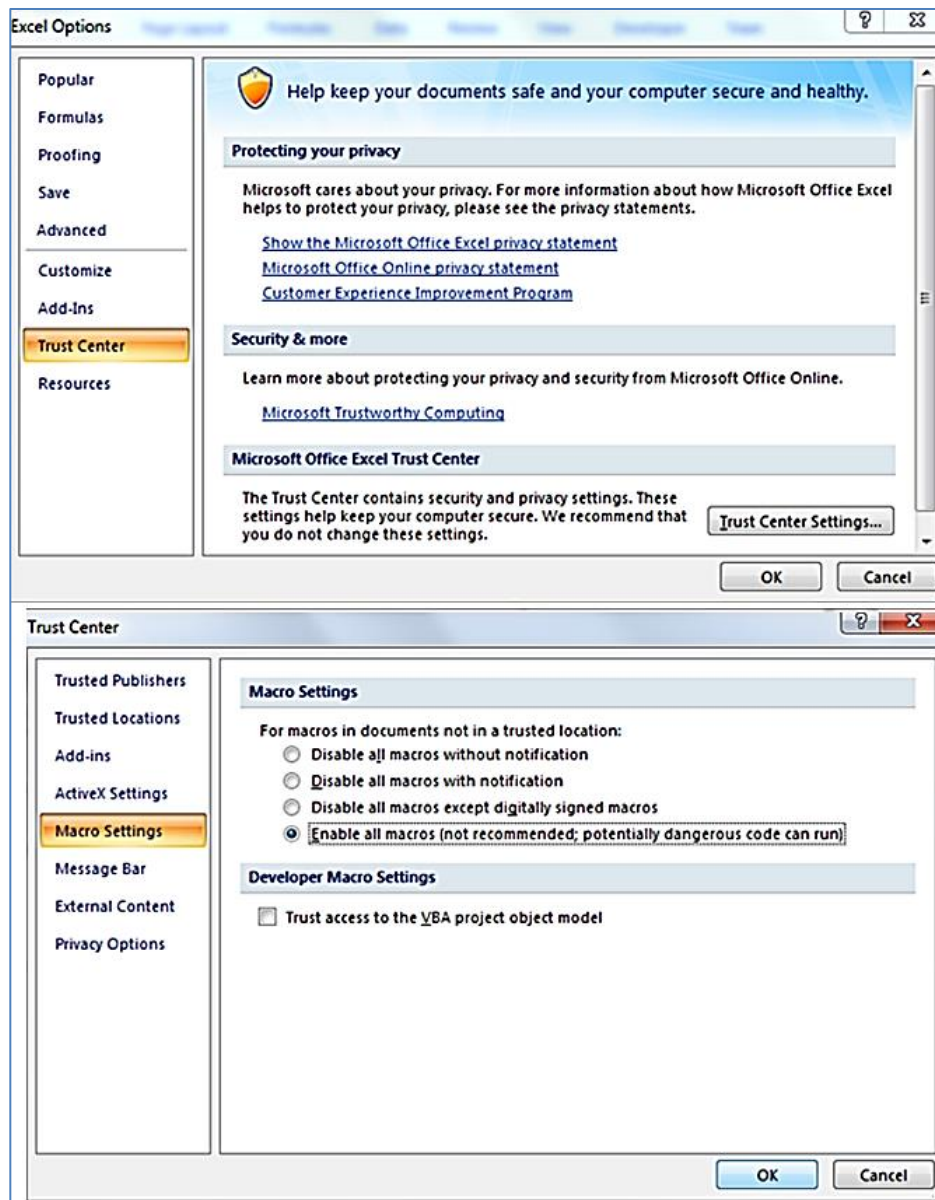 Excel Options
Popular
Formulas
Proofing
Save
Advanced
Customize
Add-Ins
Trust Center
Resources
Help keep your documents safe and your computer secure and healthy.
Protecting your privacy
Microsoft cares about your privacy. For more information about how Microsoft Office Excel
helps to protect your privacy, please see the privacy statements.
Show the Microsoft Office Excel privacy statement
Microsoft Office Online privacy statement
Customer Experience Improvement Program
Security & more
Learn more about protecting your privacy and security from Microsoft Office Online.
Microsoft Trustworthy Computing
Microsoft Office Excel Trust Center
The Trust Center contains security and privacy settings. These
settings help keep your computer secure. We recommend that
you do not change these settings.
Trust Center Settings...
OK Cancel
Trust Center
Trusted Publishers
Trusted Locations
Add-ins
ActiveX Settings
Macro Settings
Message Bar
External Content
Privacy Options
Macro Settings
For macros in documents not in a trusted location:
Disable all macros without notification
Disable all macros with notification
Disable all macros except digitally signed macros
Enable all macros (not recommended; potentially dangerous code can run)
Developer Macro Settings
Trust access to the VBA project object model
OK Cancel